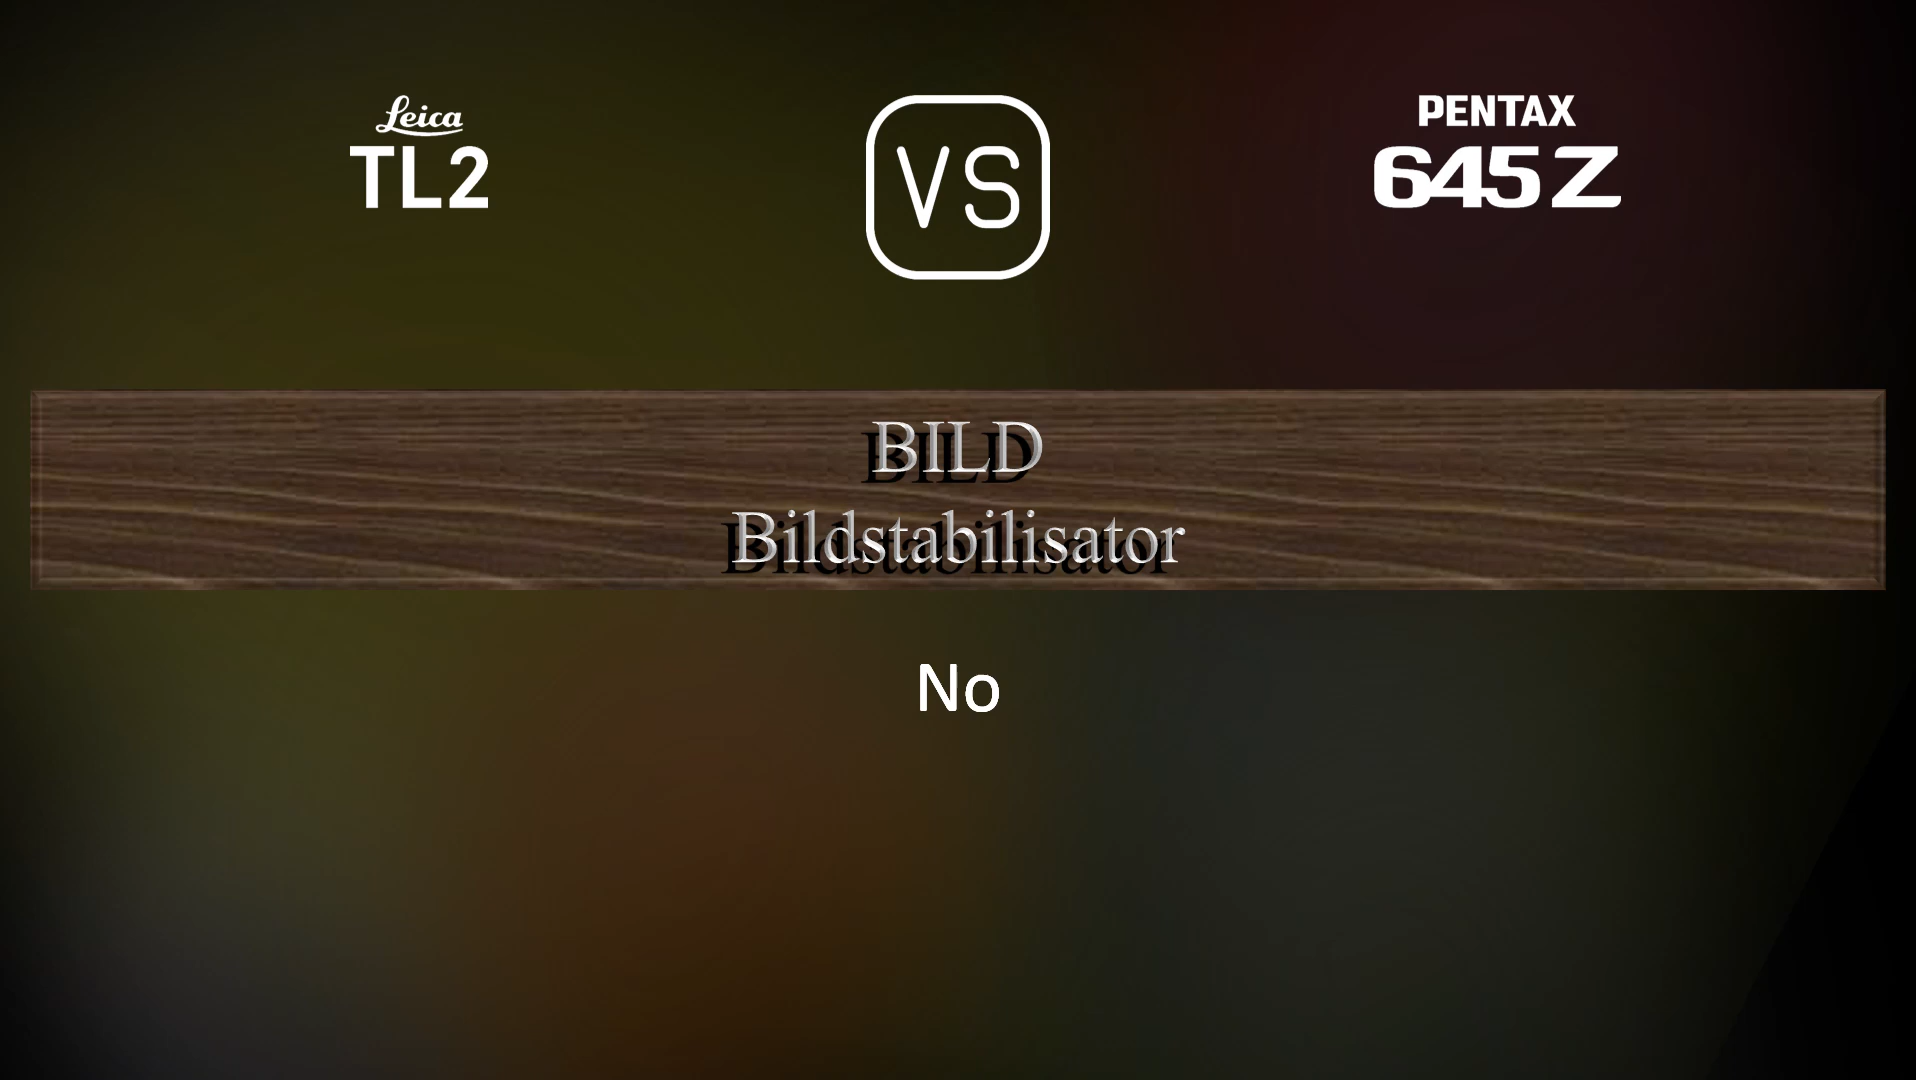 Leica
TL2
VS
PENTAX
645Z
BILD
Bildstabilisator
No